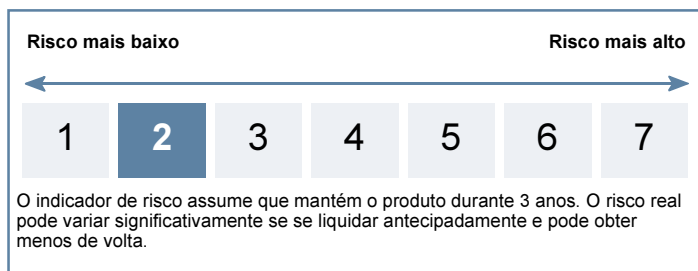 Risco mais baixo Risco mais alto
1 2 3 4 5 6 7
O indicador de risco assume que mantém o produto durante 3 anos. O risco real
pode variar significativamente se se liquidar antecipadamente e pode obter
menos de volta.